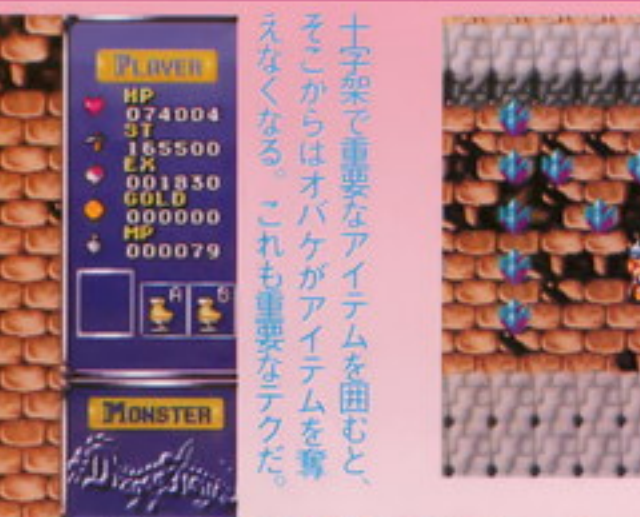 PLAYER
HP
074004
ST
165500
EX
001830
GOLD
000000
MP
000079
A
B
MONSTER
十字架で重要なアイテムを囲むと、
そこからはオバケがアイテムを奪
えなくなる。これも重要なテクだ。